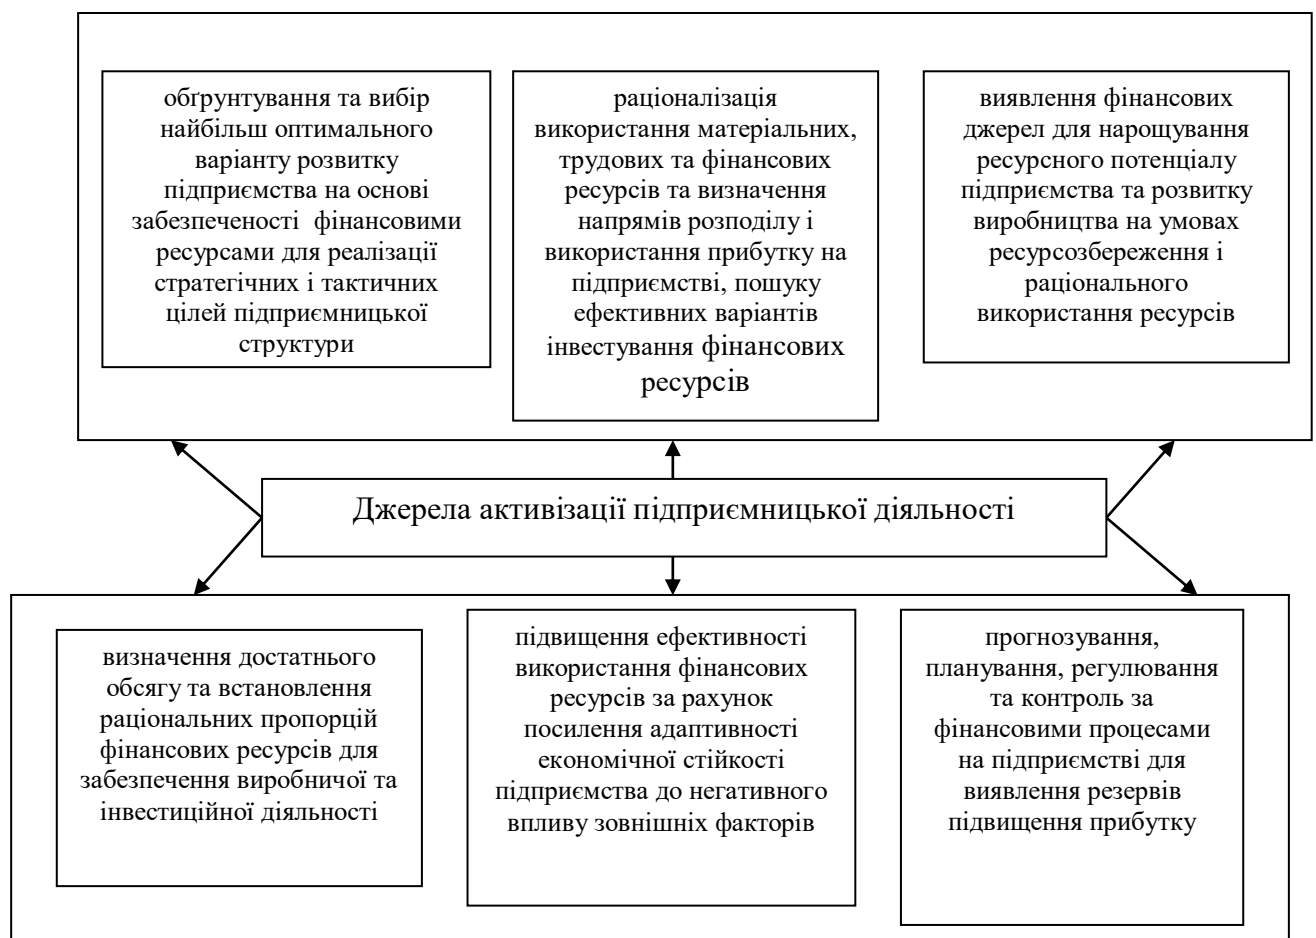 обґрунтування та вибір
найбільш оптимального
варіанту розвитку
підприємства на основі
забезпеченості  фінансовими
ресурсами для реалізації
стратегічних і тактичних
цілей підприємницької
структури
раціоналізація
використання матеріальних,
трудових та фінансових
ресурсів та визначення
напрямів розподілу і
використання прибутку на
підприємстві, пошуку
ефективних варіантів
інвестування фінансових
ресурсів
виявлення фінансових
джерел для нарощування
ресурсного потенціалу
підприємства та розвитку
виробництва на умовах
ресурсозбереження і
раціонального
використання ресурсів
Джерела активізації підприємницької діяльності
визначення достатнього
обсягу та встановлення
раціональних пропорцій
фінансових ресурсів для
забезпечення виробничої та
інвестиційної діяльності
підвищення ефективності
використання фінансових
ресурсів за рахунок
посилення адаптивності
економічної стійкості
підприємства до негативного
впливу зовнішніх факторів
прогнозування,
планування, регулювання
та контроль за
фінансовими процесами
на підприємстві для
виявлення резервів
підвищення прибутку